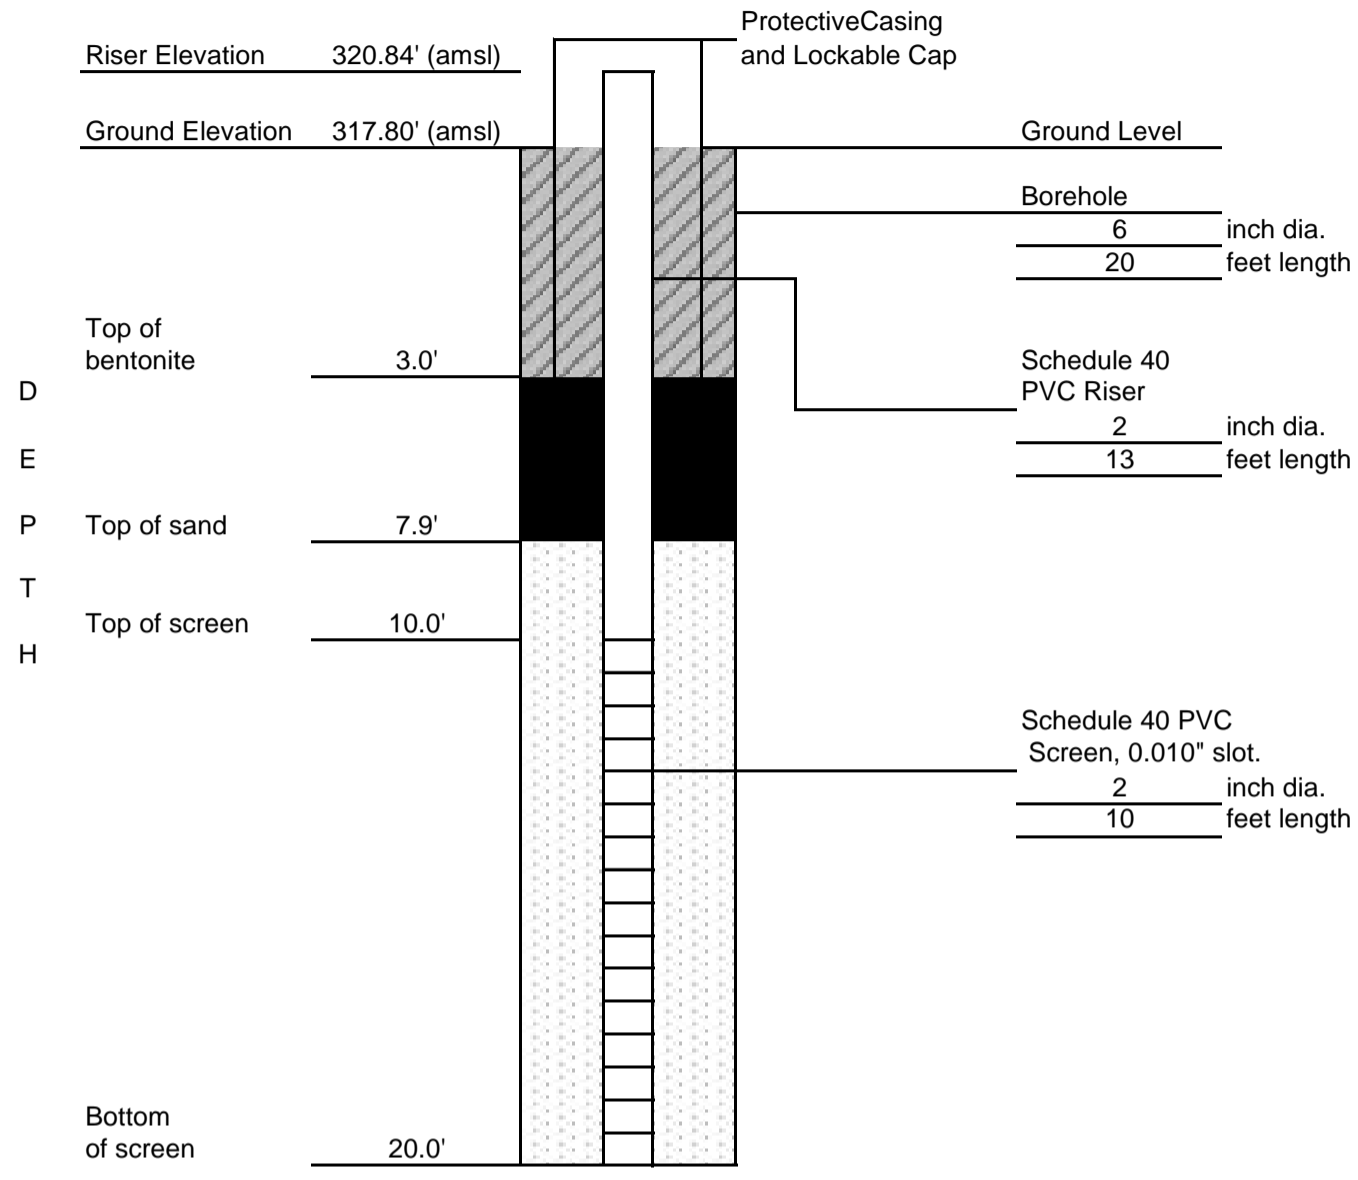 ProtectiveCasing
and Lockable Cap
Riser Elevation 320.84' (amsl)
Ground Elevation 317.80' (amsl)
Ground Level
Borehole
6 inch dia.
20 feet length
Top of
bentonite 3.0'
Schedule 40
PVC Riser
2 inch dia.
13 feet length
D
E
P
T
H
Top of sand 7.9'
Top of screen 10.0'
Schedule 40 PVC
Screen, 0.010" slot.
2 inch dia.
10 feet length
Bottom
of screen 20.0'